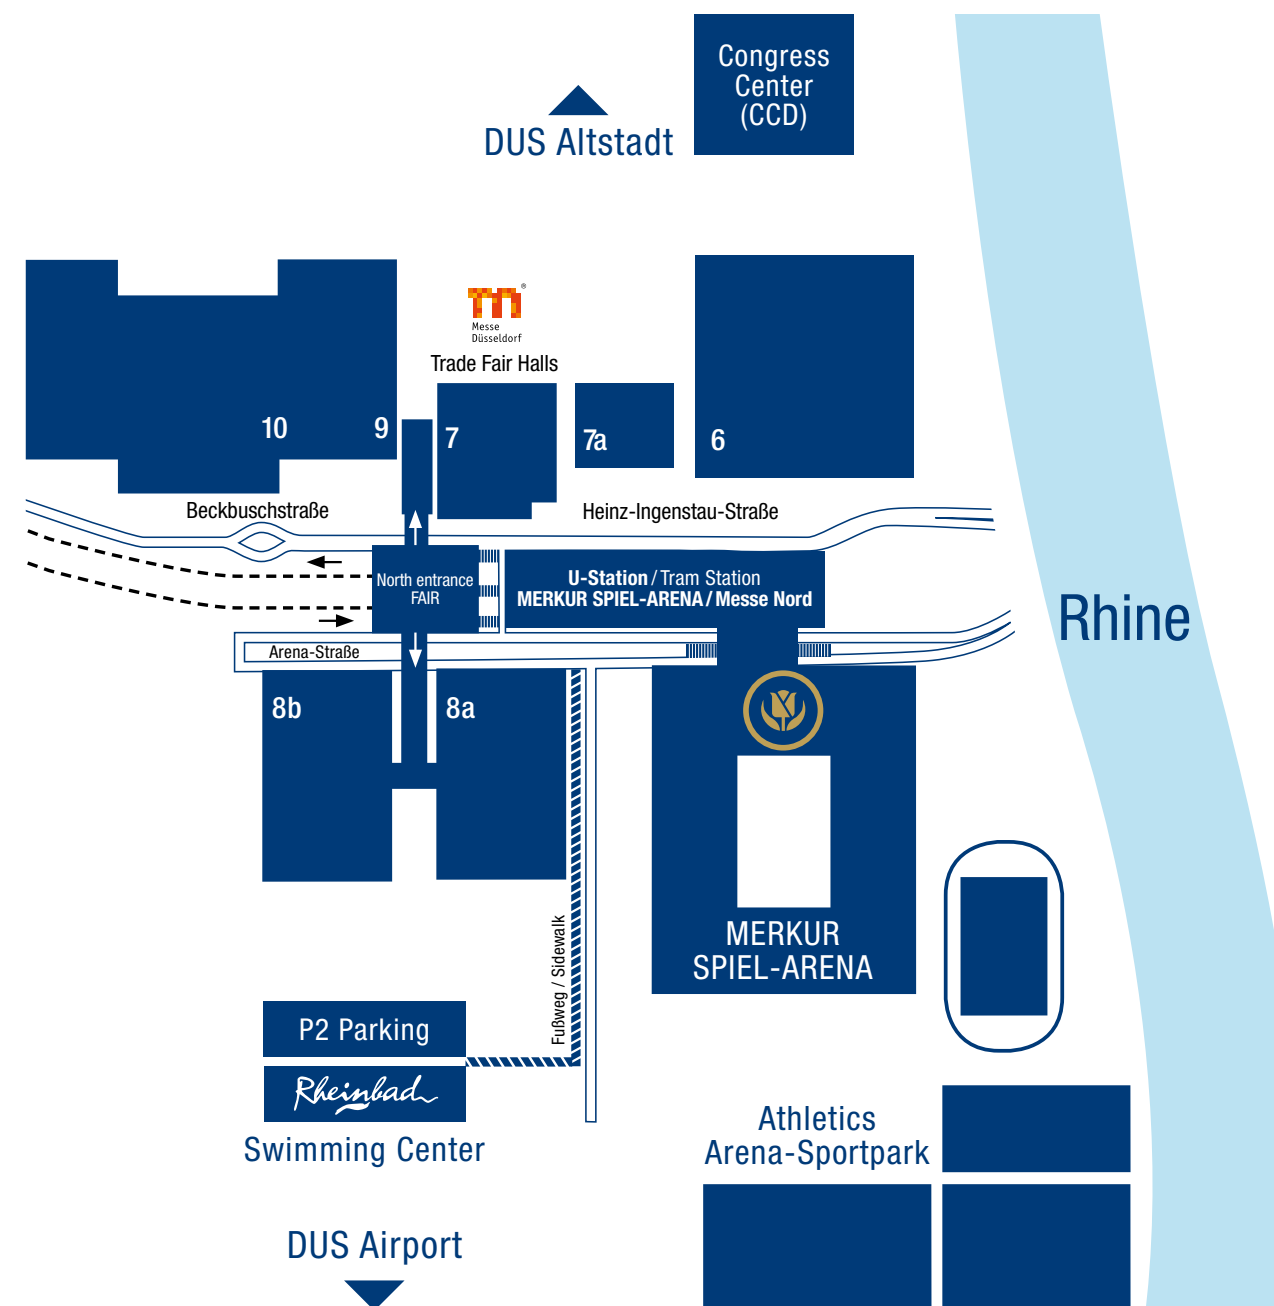 Congress
Center
(CCD)
DUS Altstadt
®
Messe
Düsseldorf
Trade Fair Halls
10
9
7
7a
6
Beckbuschstraße
Heinz-Ingenstau-Straße
North entrance
FAIR
U-Station / Tram Station
MERKUR SPIEL-ARENA / Messe Nord
Rhine
Arena-Straße
8b
8a
MERKUR
SPIEL-ARENA
Fußweg / Sidewalk
P2 Parking
Rheinbad
Swimming Center
Athletics
Arena-Sportpark
DUS Airport